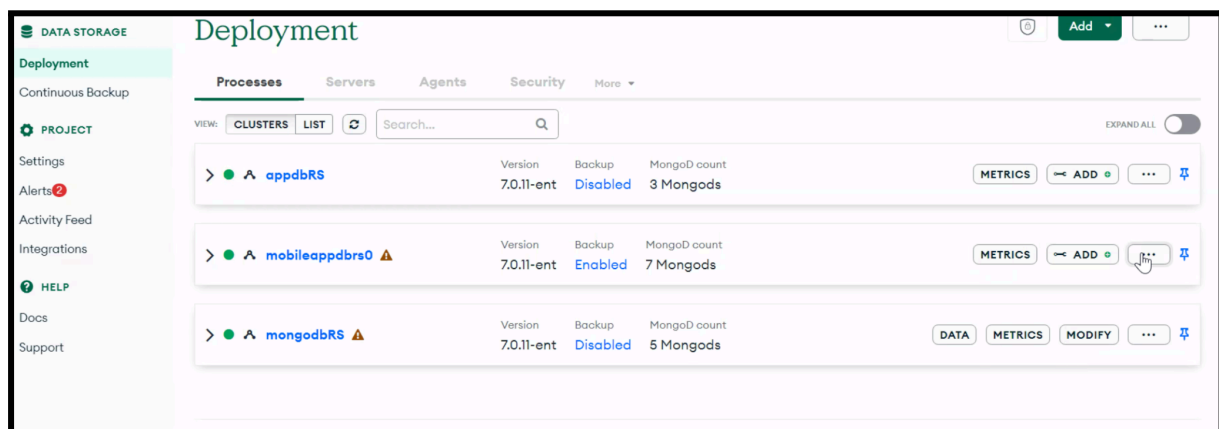 DATA STORAGE
Deployment
Continuous Backup
PROJECT
Settings
Alerts 2
Activity Feed
Integrations
HELP
Docs
Support
Deployment
Add
...
Processes Servers Agents Security More
VIEW: CLUSTERS LIST Search... EXPAND ALL
appdbRS
Version Backup MongoD count
7.0.11-ent Disabled 3 Mongods
METRICS ADD ...
mobileappdbrs0
Version Backup MongoD count
7.0.11-ent Enabled 7 Mongods
METRICS ADD ...
mongodbRS
Version Backup MongoD count
7.0.11-ent Disabled 5 Mongods
DATA METRICS MODIFY ...